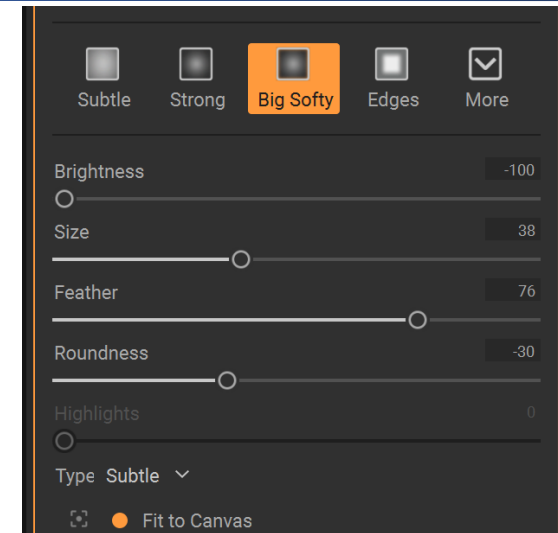 Subtle Strong Big Softy Edges More
Brightness -100
Size 38
Feather 76
Roundness -30
Highlights 0
Type Subtle
Fit to Canvas